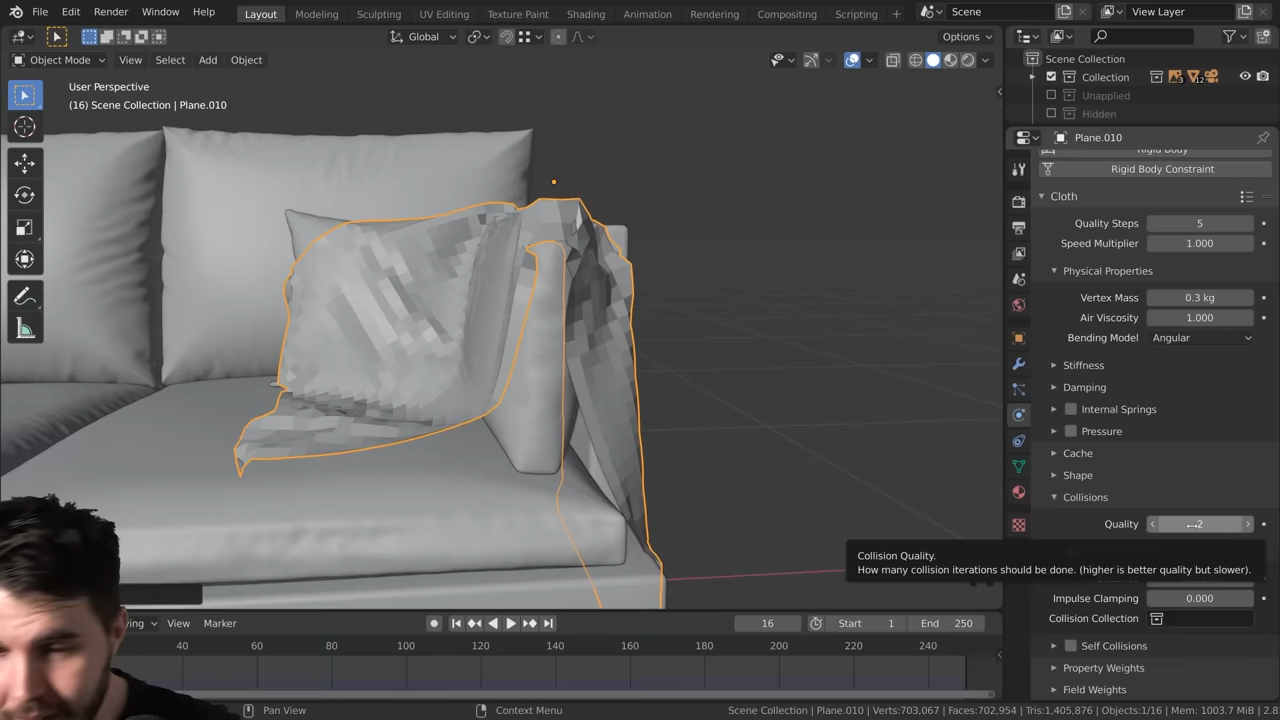 File Edit Render Window Help Layout Modeling Sculpting UV Editing Texture Paint Shading Animation Rendering Compositing Scripting + Scene View Layer
Global Options
Object Mode View Select Add Object
User Perspective
(16) Scene Collection | Plane.010
Scene Collection
Collection 3 12
Unapplied
Hidden
Plane.010
Rigid Body
Rigid Body Constraint
Cloth
Quality Steps 5
Speed Multiplier 1.000
Physical Properties
Vertex Mass 0.3 kg
Air Viscosity 1.000
Bending Model Angular
Stiffness
Damping
Internal Springs
Pressure
Cache
Shape
Collisions
Quality 2
Collision Quality.
How many collision iterations should be done. (higher is better quality but slower).
Impulse Clamping 0.000
Collision Collection
Self Collisions
Property Weights
Field Weights
View Marker 16 Start 1 End 250
40 60 80 100 120 140 160 180 200 220 240
Pan View Context Menu Scene Collection | Plane.010 | Verts:703,067 | Faces:702,954 | Tris:1,405,876 | Objects:1/16 | Mem: 1003.7 MiB | 2.8